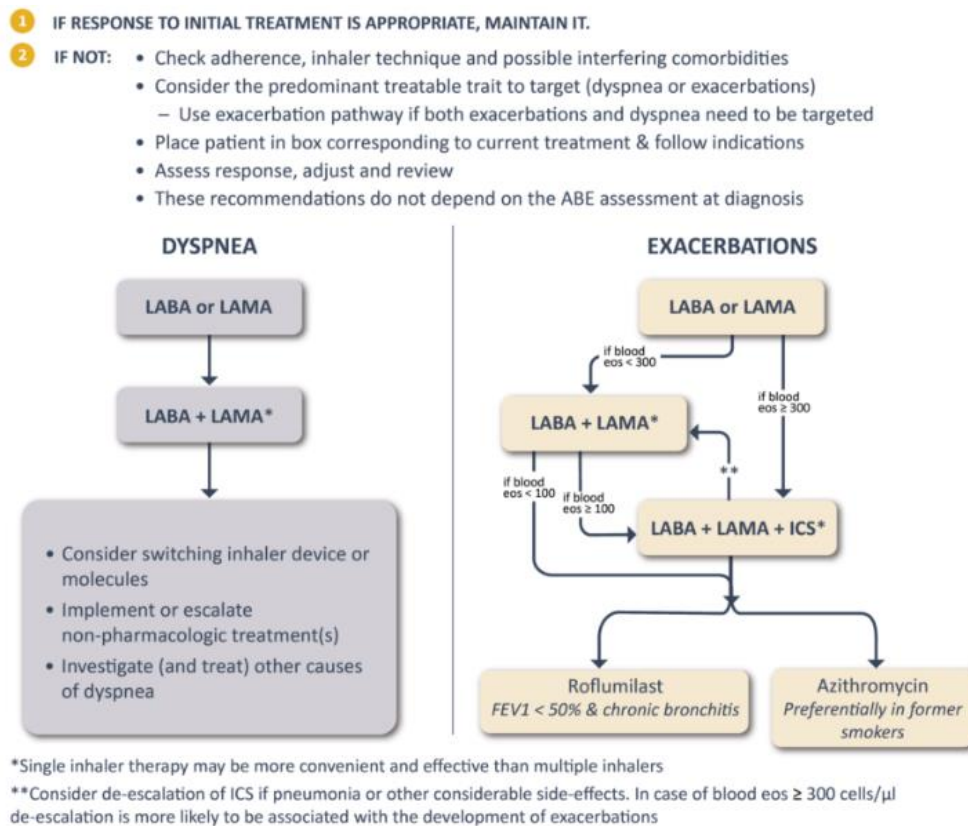 1 IF RESPONSE TO INITIAL TREATMENT IS APPROPRIATE, MAINTAIN IT.
2 IF NOT: • Check adherence, inhaler technique and possible interfering comorbidities
• Consider the predominant treatable trait to target (dyspnea or exacerbations)
– Use exacerbation pathway if both exacerbations and dyspnea need to be targeted
• Place patient in box corresponding to current treatment & follow indications
• Assess response, adjust and review
• These recommendations do not depend on the ABE assessment at diagnosis
DYSPNEA
LABA or LAMA
LABA + LAMA*
• Consider switching inhaler device or
molecules
• Implement or escalate
non-pharmacologic treatment(s)
• Investigate (and treat) other causes
of dyspnea
EXACERBATIONS
LABA or LAMA
if blood
eos < 300
if blood
eos ≥ 300
LABA + LAMA*
**
if blood
eos < 100
if blood
eos ≥ 100
LABA + LAMA + ICS*
Roflumilast
FEV1 < 50% & chronic bronchitis
Azithromycin
Preferentially in former
smokers
*Single inhaler therapy may be more convenient and effective than multiple inhalers
**Consider de-escalation of ICS if pneumonia or other considerable side-effects. In case of blood eos ≥ 300 cells/µl
de-escalation is more likely to be associated with the development of exacerbations